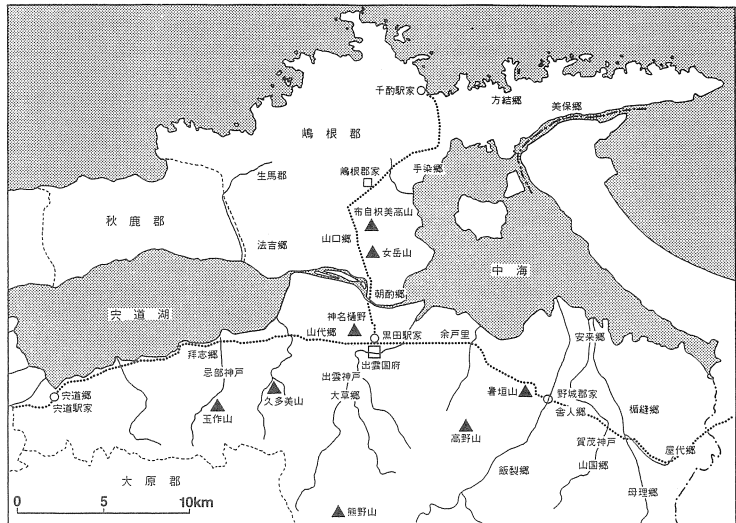 千酌駅家
方結郷
美保郷
嶋根郡
手染郷
嶋根郡家
生馬郡
布自枳美高山
秋鹿郡
山口郷
法吉郷
女岳山
中海
朝酌郷
宍道湖
神名樋野
山代郷
黒田駅家
余戸里
安来郷
拝志郷
出雲国府
忌部神戸
出雲神戸
大草郷
久多美山
暑垣山
野城郡家
舎人郷
楯縫郷
宍道郷
宍道駅家
玉作山
高野山
賀茂神戸
屋代郷
飯梨郷
山国郷
大原郡
母理郷
0 5 10km
熊野山